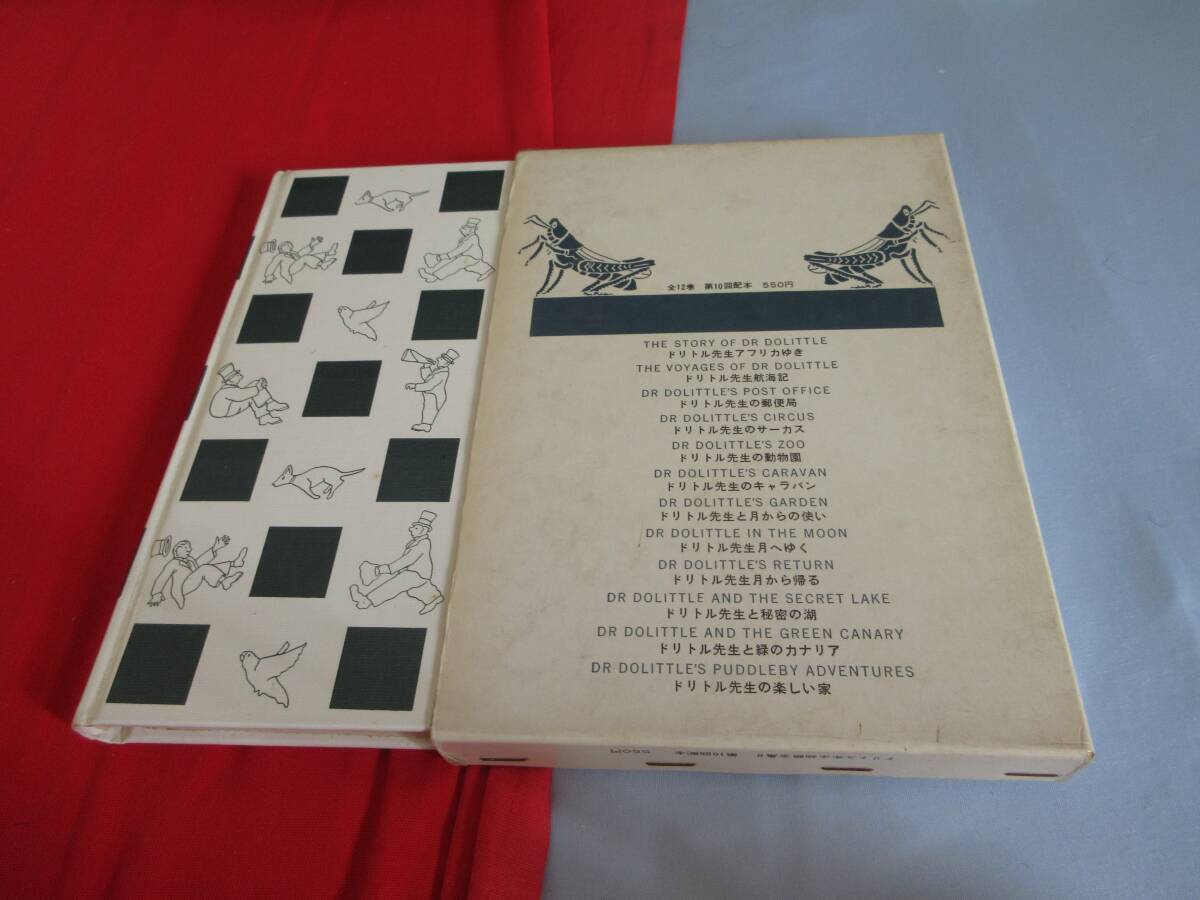 全12巻 第10回配本 550円
THE STORY OF DR DOLITTLE
ドリトル先生アフリカゆき
THE VOYAGES OF DR DOLITTLE
ドリトル先生航海記
DR DOLITTLE'S POST OFFICE
ドリトル先生の郵便局
DR DOLITTLE'S CIRCUS
ドリトル先生のサーカス
DR DOLITTLE'S ZOO
ドリトル先生の動物園
DR DOLITTLE'S CARAVAN
ドリトル先生のキャラバン
DR DOLITTLE'S GARDEN
ドリトル先生と月からの使い
DR DOLITTLE IN THE MOON
ドリトル先生月へゆく
DR DOLITTLE'S RETURN
ドリトル先生月から帰る
DR DOLITTLE AND THE SECRET LAKE
ドリトル先生と秘密の湖
DR DOLITTLE AND THE GREEN CANARY
ドリトル先生と緑のカナリア
DR DOLITTLE'S PUDDLEBY ADVENTURES
ドリトル先生の楽しい家
第10回配本 550円